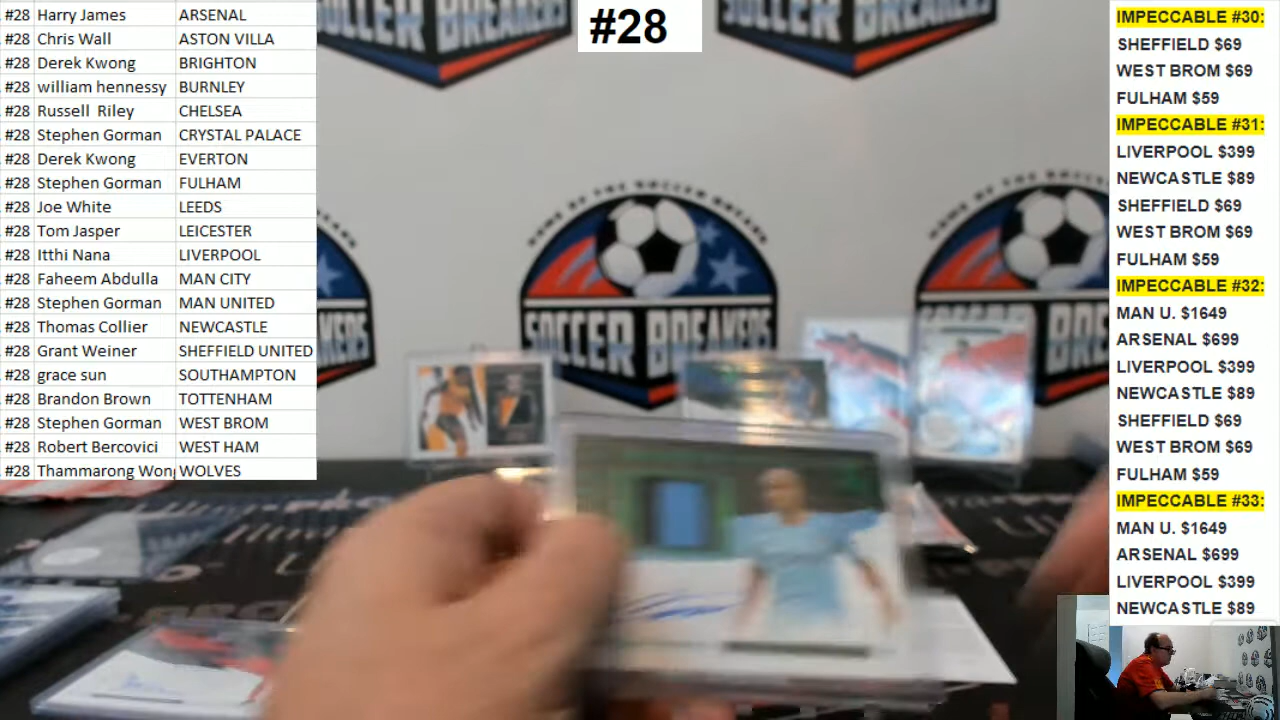 #28 Harry James ARSENAL
#28 Chris Wall ASTON VILLA
#28 Derek Kwong BRIGHTON
#28 william hennessy BURNLEY
#28 Russell Riley CHELSEA
#28 Stephen Gorman CRYSTAL PALACE
#28 Derek Kwong EVERTON
#28 Stephen Gorman FULHAM
#28 Joe White LEEDS
#28 Tom Jasper LEICESTER
#28 Itthi Nana LIVERPOOL
#28 Faheem Abdulla MAN CITY
#28 Stephen Gorman MAN UNITED
#28 Thomas Collier NEWCASTLE
#28 Grant Weiner SHEFFIELD UNITED
#28 grace sun SOUTHAMPTON
#28 Brandon Brown TOTTENHAM
#28 Stephen Gorman WEST BROM
#28 Robert Bercovici WEST HAM
#28 Thammarong Won WOLVES
#28
SOCCER BREAKERS
IMPECCABLE #30:
SHEFFIELD $69
WEST BROM $69
FULHAM $59
IMPECCABLE #31:
LIVERPOOL $399
NEWCASTLE $89
SHEFFIELD $69
WEST BROM $69
FULHAM $59
IMPECCABLE #32:
MAN U. $1649
ARSENAL $699
LIVERPOOL $399
NEWCASTLE $89
SHEFFIELD $69
WEST BROM $69
FULHAM $59
IMPECCABLE #33:
MAN U. $1649
ARSENAL $699
LIVERPOOL $399
NEWCASTLE $89